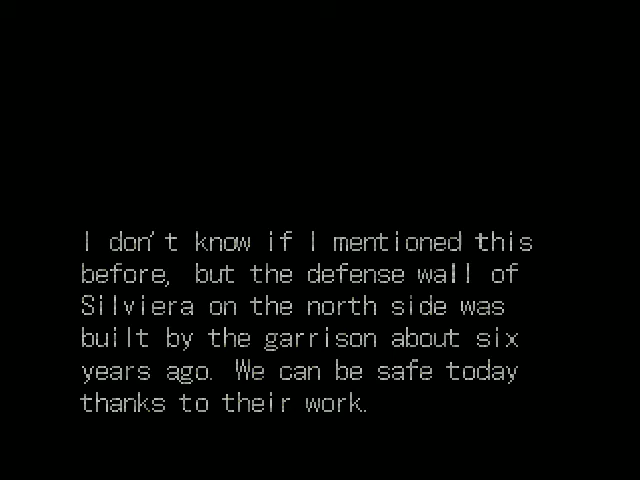 I don't know if I mentioned this
before, but the defense wall of
Silviera on the north side was
built by the garrison about six
years ago. We can be safe today
thanks to their work.